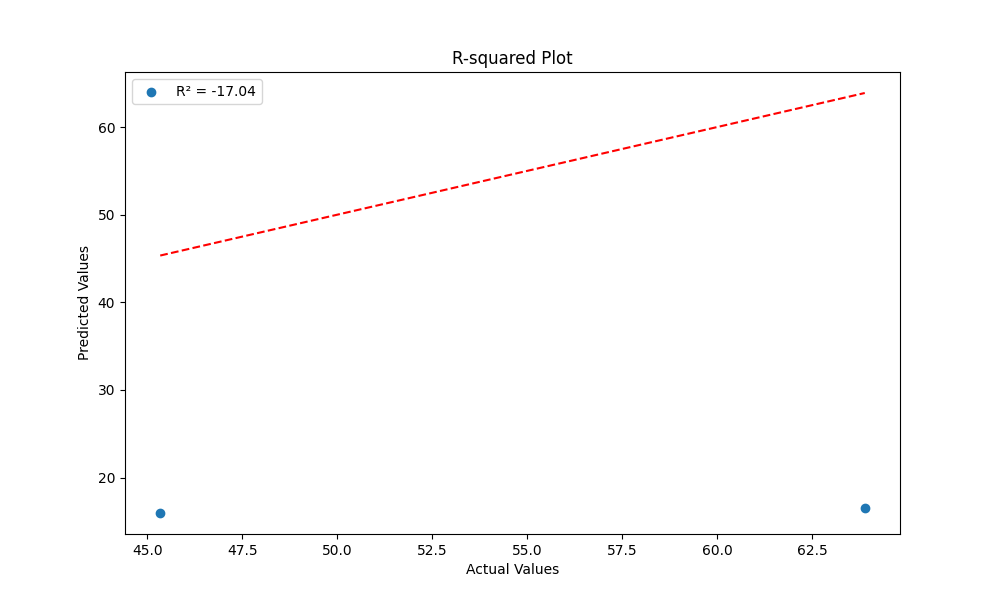 R-squared Plot
R² = -17.04
Predicted Values
60
50
40
30
20
45.0 47.5 50.0 52.5 55.0 57.5 60.0 62.5
Actual Values